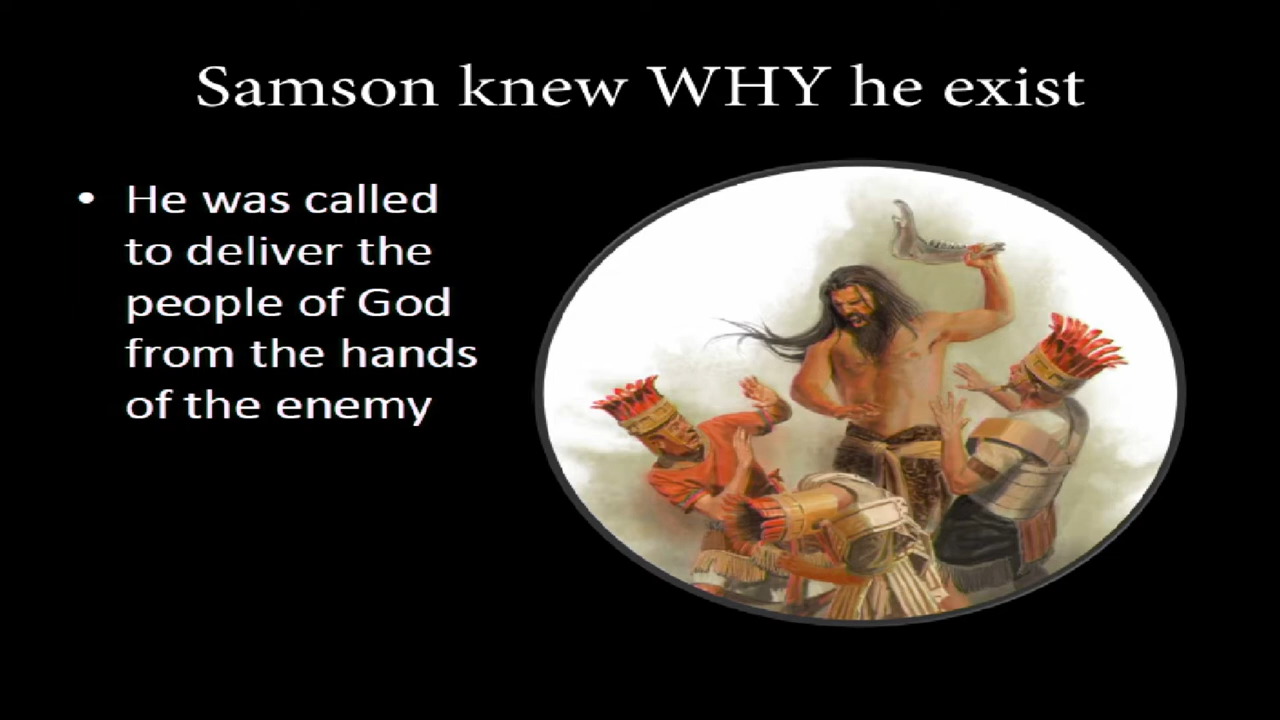 Samson knew WHY he exist
• He was called
to deliver the
people of God
from the hands
of the enemy